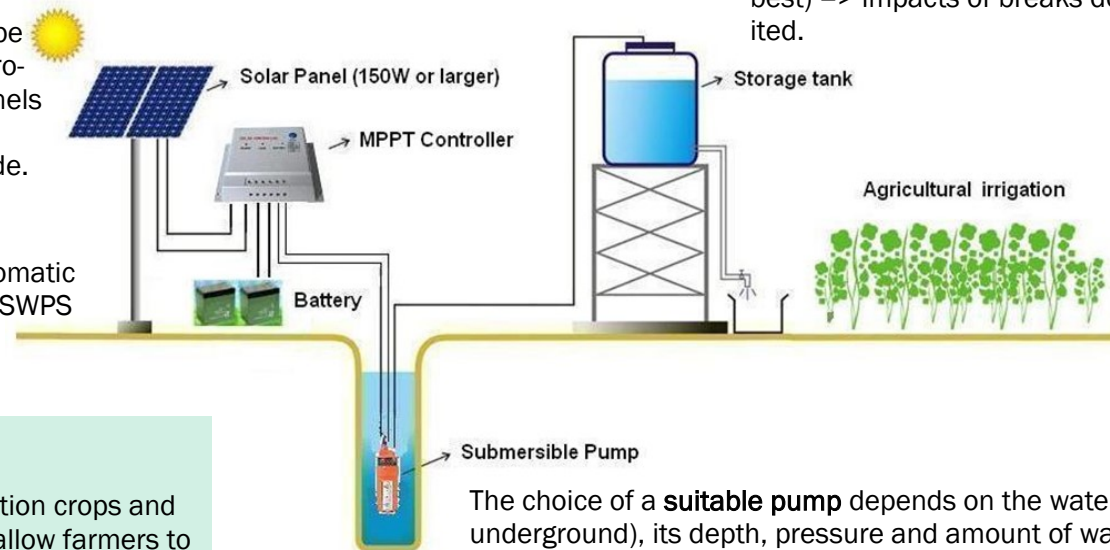 best) => impacts of breaks de
ited.
be
ro-
nels
de.
omatic
SWPS
Solar Panel (150W or larger)
MPPT Controller
Battery
Storage tank
Agricultural irrigation
Submersible Pump
tion crops and
allow farmers to
The choice of a suitable pump depends on the wate
underground), its depth, pressure and amount of wa